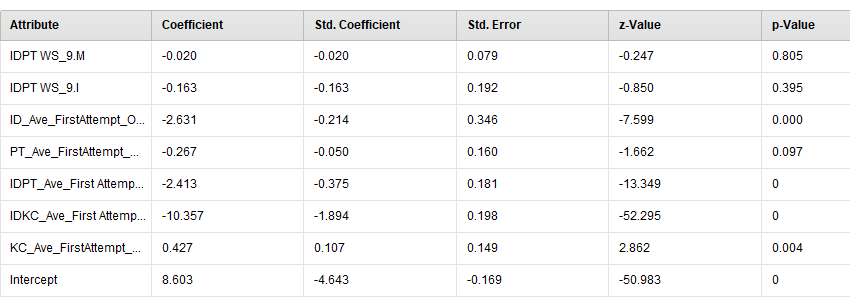 Attribute Coefficient Std. Coefficient Std. Error z-Value p-Value
IDPT WS_9.M -0.020 -0.020 0.079 -0.247 0.805
IDPT WS_9.I -0.163 -0.163 0.192 -0.850 0.395
ID_Ave_FirstAttempt_O... -2.631 -0.214 0.346 -7.599 0.000
PT_Ave_FirstAttempt_... -0.267 -0.050 0.160 -1.662 0.097
IDPT_Ave_First Attemp... -2.413 -0.375 0.181 -13.349 0
IDKC_Ave_First Attemp... -10.357 -1.894 0.198 -52.295 0
KC_Ave_FirstAttempt_... 0.427 0.107 0.149 2.862 0.004
Intercept 8.603 -4.643 -0.169 -50.983 0